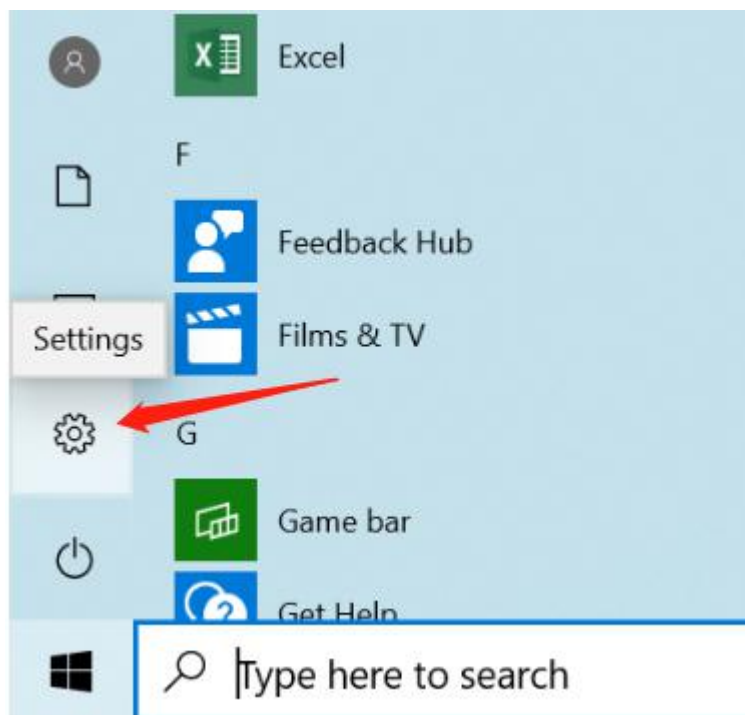 Excel
F
Feedback Hub
Settings
Films & TV
G
Game bar
Get Help
Type here to search